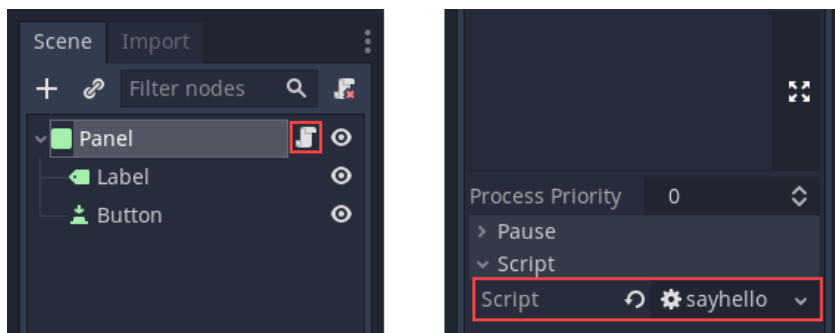 Scene Import
Filter nodes
Panel
Label
Button
Process Priority 0
Pause
Script
Script sayhello